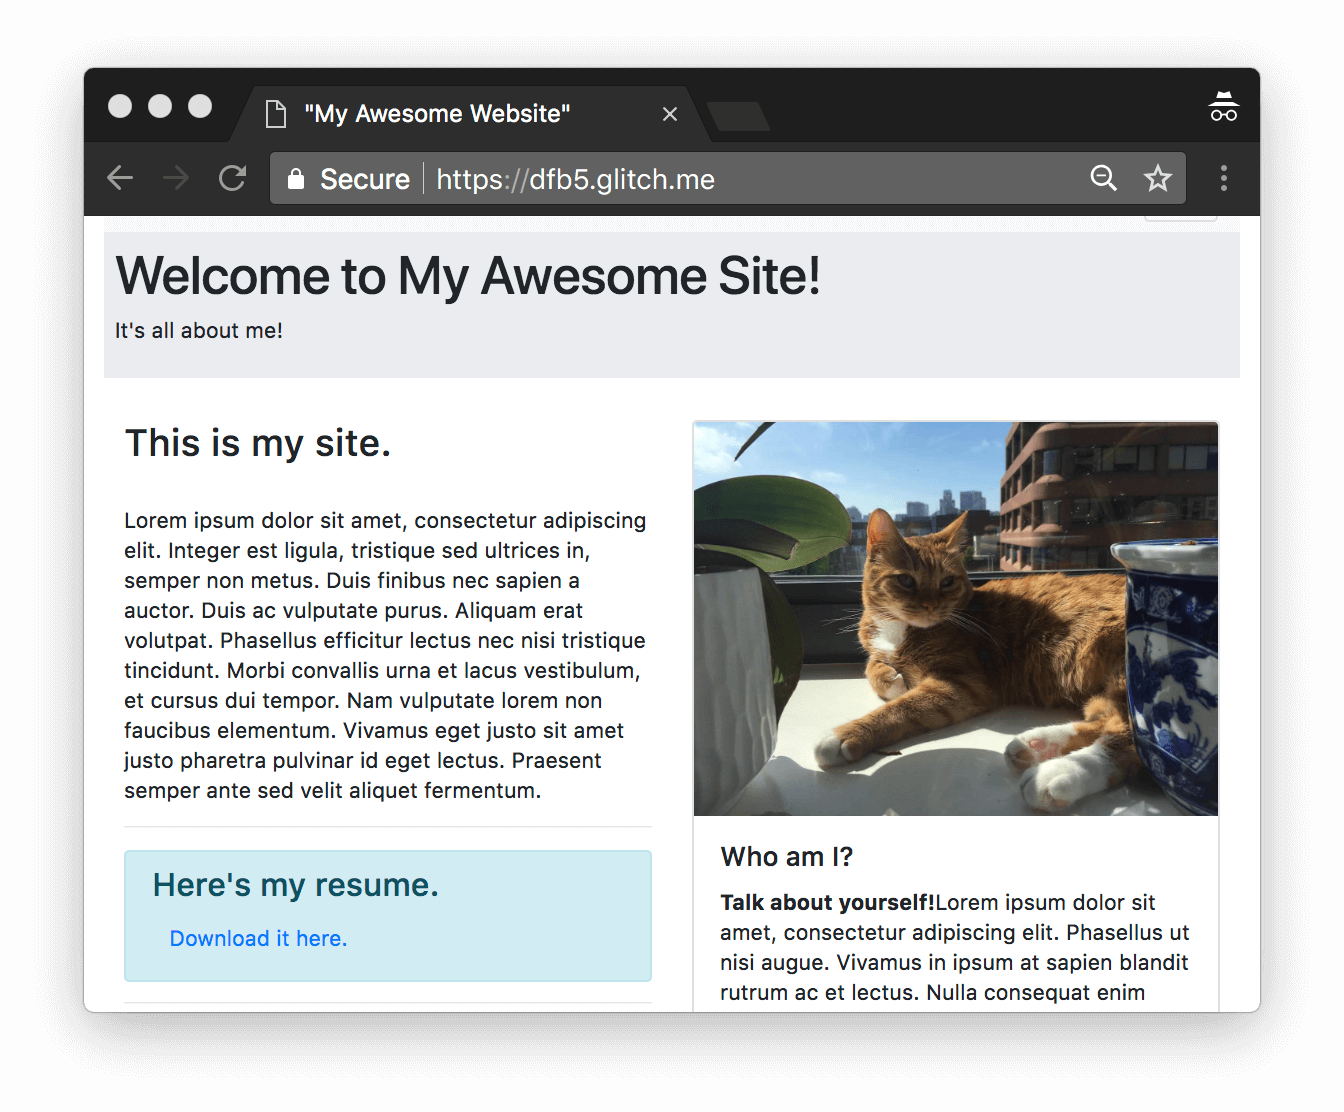 "My Awesome Website"
Secure
https://dfb5.glitch.me
Welcome to My Awesome Site!
It's all about me!
This is my site.
Lorem ipsum dolor sit amet, consectetur adipiscing
elit. Integer est ligula, tristique sed ultrices in,
semper non metus. Duis finibus nec sapien a
auctor. Duis ac vulputate purus. Aliquam erat
volutpat. Phasellus efficitur lectus nec nisi tristique
tincidunt. Morbi convallis urna et lacus vestibulum,
et cursus dui tempor. Nam vulputate lorem non
faucibus elementum. Vivamus eget justo sit amet
justo pharetra pulvinar id eget lectus. Praesent
semper ante sed velit aliquet fermentum.
Here's my resume.
Download it here.
Who am I?
Talk about yourself!Lorem ipsum dolor sit
amet, consectetur adipiscing elit. Phasellus ut
nisi augue. Vivamus in ipsum at sapien blandit
rutrum ac et lectus. Nulla consequat enim